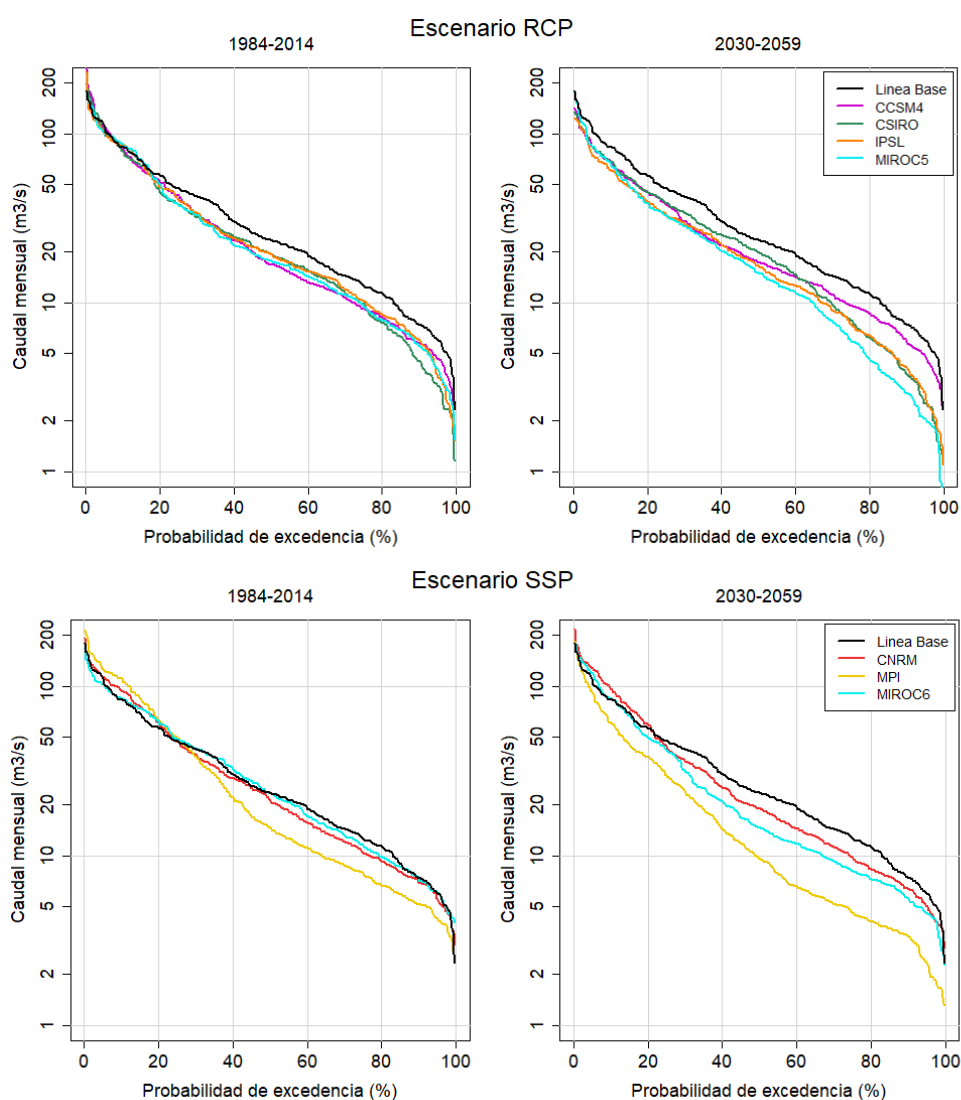 Escenario RCP
1984-2014
2030-2059
Caudal mensual (m3/s)
200
100
50
20
10
5
2
1
0 20 40 60 80 100
Probabilidad de excedencia (%)
Caudal mensual (m3/s)
200
100
50
20
10
5
2
1
Linea Base
CCSM4
CSIRO
IPSL
MIROC5
0 20 40 60 80 100
Probabilidad de excedencia (%)
Escenario SSP
1984-2014
2030-2059
Caudal mensual (m3/s)
200
100
50
20
10
5
2
1
0 20 40 60 80 100
Probabilidad de excedencia (%)
Caudal mensual (m3/s)
200
100
50
20
10
5
2
1
Linea Base
CNRM
MPI
MIROC6
0 20 40 60 80 100
Probabilidad de excedencia (%)